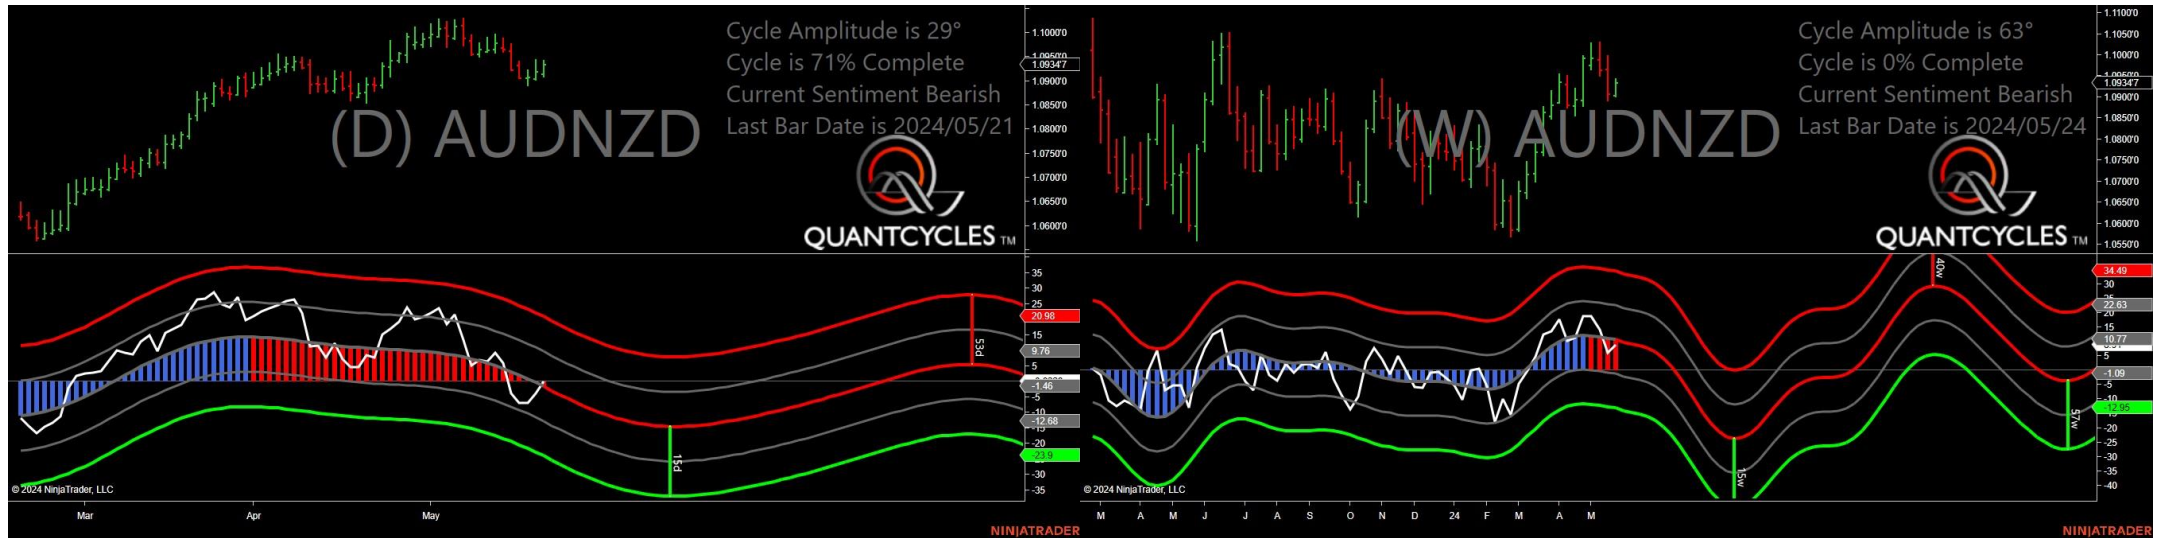 Cycle Amplitude is 29°
Cycle is 71% Complete
Current Sentiment Bearish
Last Bar Date is 2024/05/21
(D) AUDNZD
QUANTCYCLES TM
1.1000'0
1.0934'7
1.0900'0
1.0850'0
1.0800'0
1.0750'0
1.0700'0
1.0650'0
1.0600'0
35
30
25
20.98
15
9.76
5
-1.46
-5
-10
-12.68
-20
-23.9
-30
-35
53d
15d
© 2024 NinjaTrader, LLC
Mar
Apr
May
NINJATRADER
Cycle Amplitude is 63°
Cycle is 0% Complete
Current Sentiment Bearish
Last Bar Date is 2024/05/24
(W) AUDNZD
QUANTCYCLES TM
1.1100'0
1.1050'0
1.1000'0
1.0934'7
1.0900'0
1.0850'0
1.0800'0
1.0750'0
1.0700'0
1.0650'0
1.0600'0
1.0550'0
34.49
30
22.63
20
15
10.77
5
-1.09
-5
-12.95
-20
-25
-30
-35
-40
40w
15w
57w
© 2024 NinjaTrader, LLC
M A M J J A S O N D 24 F M A M
NINJATRADER